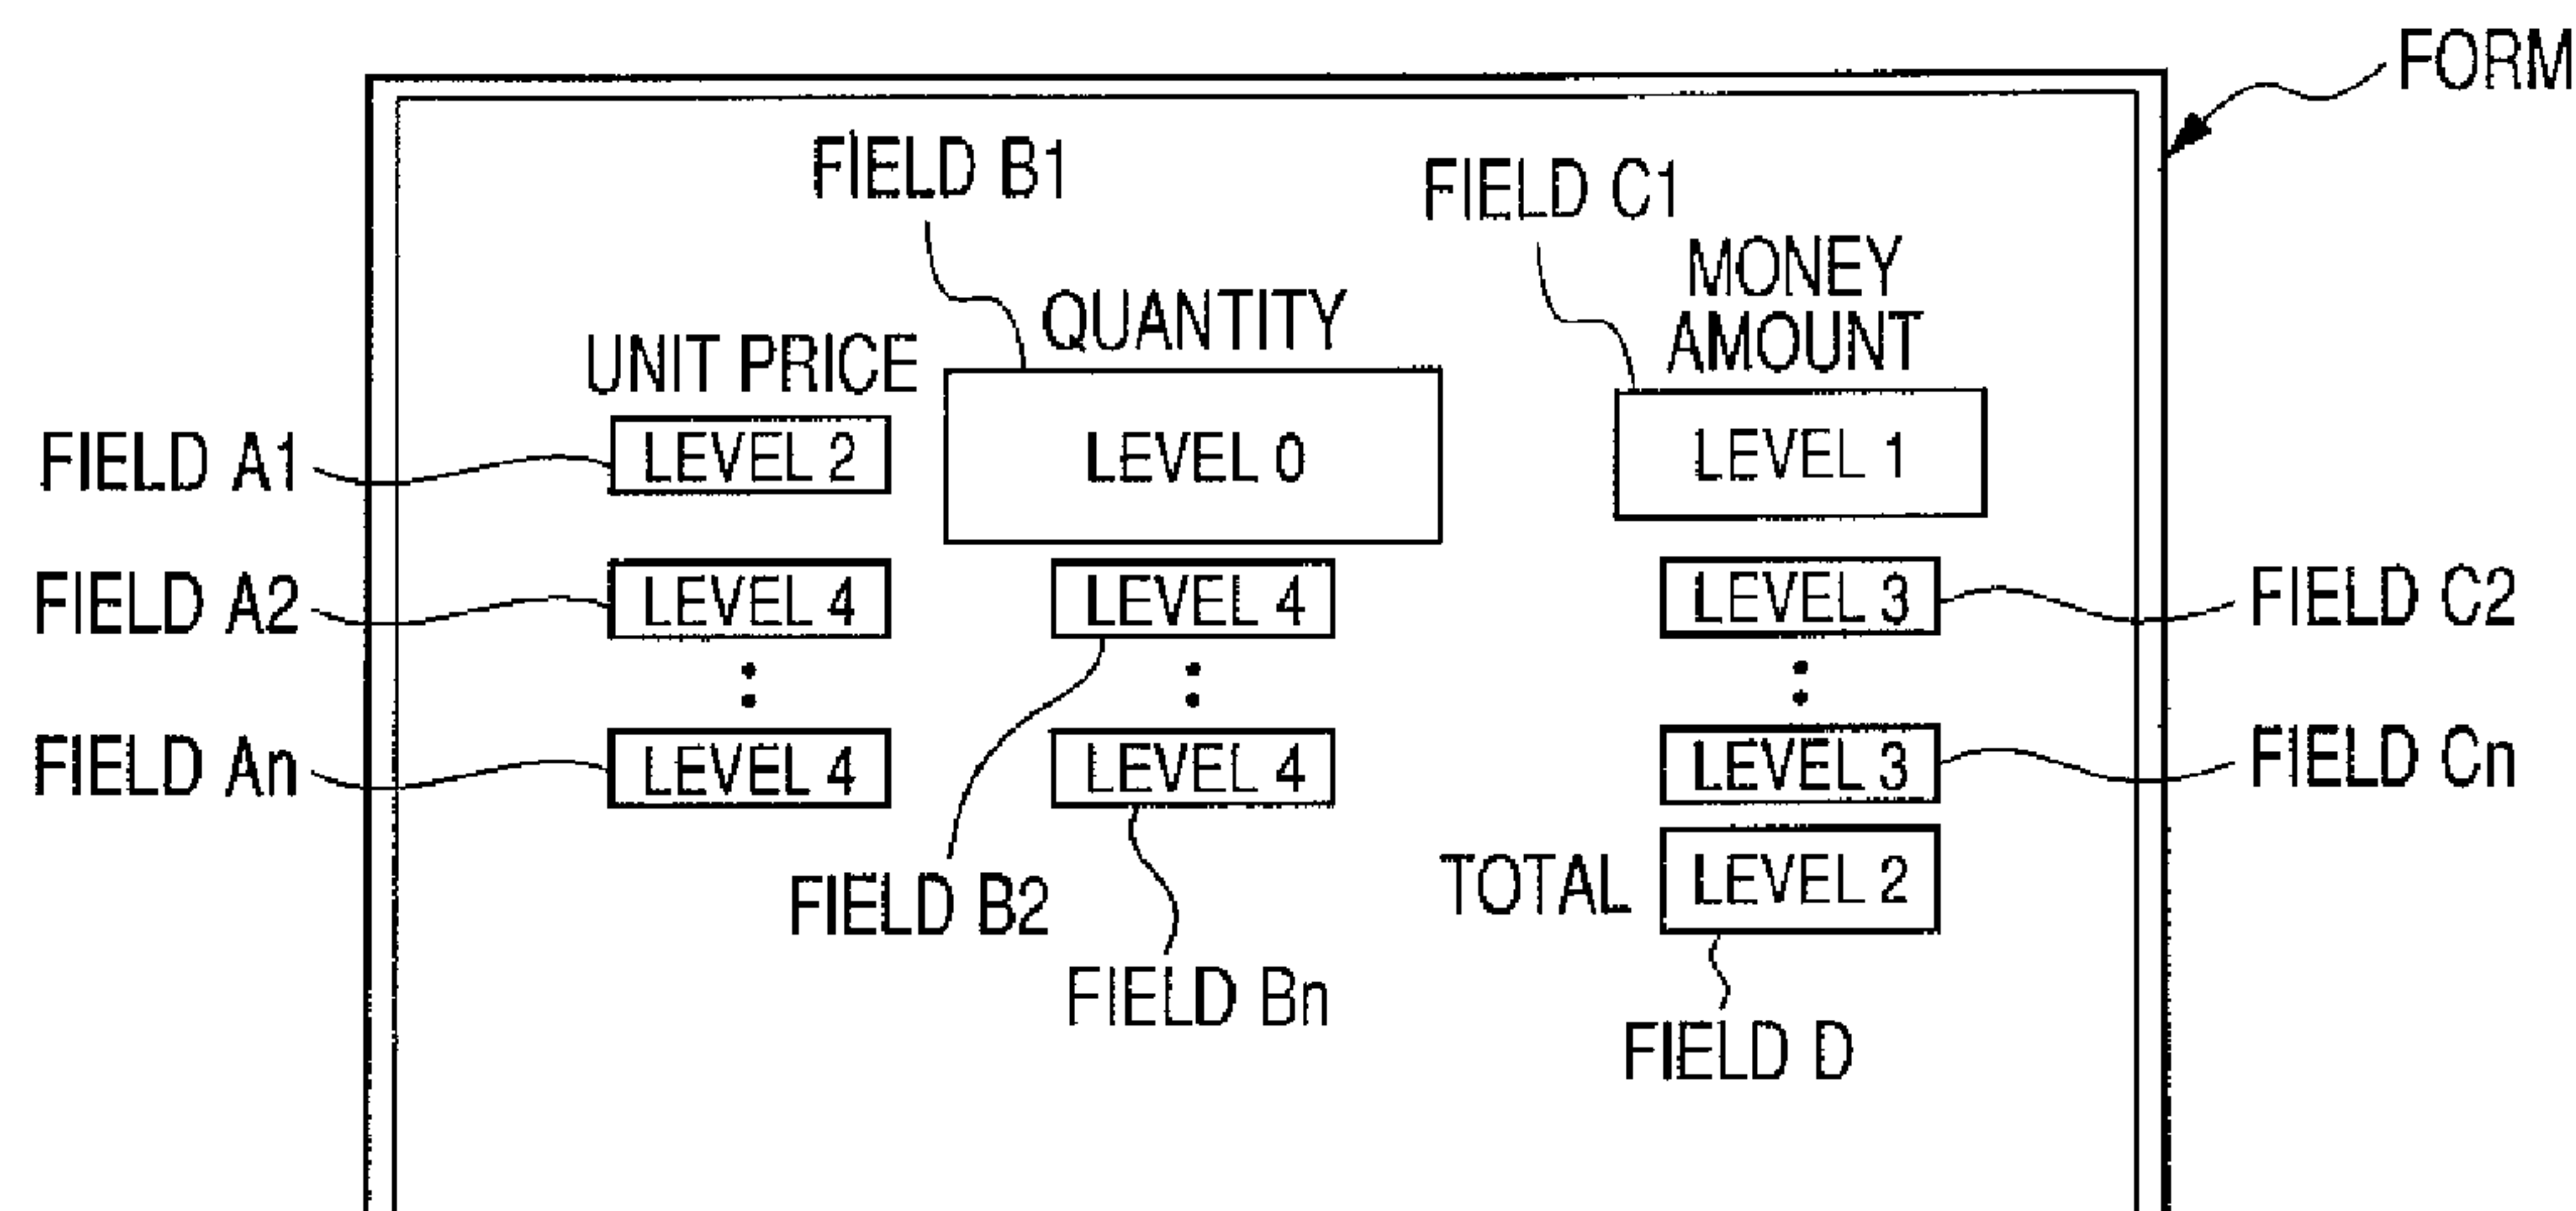 FORM
FIELD B1
FIELD C1
MONEY
AMOUNT
QUANTITY
UNIT PRICE
FIELD A1
LEVEL 2
LEVEL 0
LEVEL 1
FIELD A2
LEVEL 4
LEVEL 4
LEVEL 3
FIELD C2
FIELD An
LEVEL 4
LEVEL 4
LEVEL 3
FIELD Cn
TOTAL
LEVEL 2
FIELD B2
FIELD Bn
FIELD D